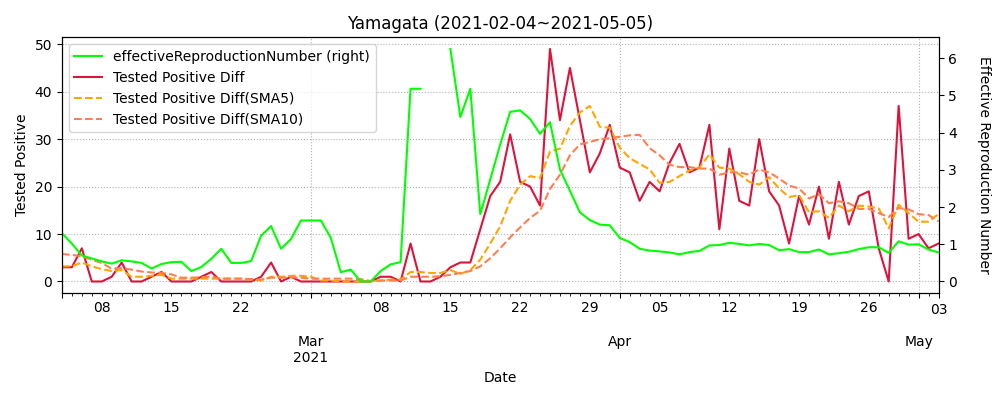 Yamagata (2021-02-04~2021-05-05)
effectiveReproductionNumber (right)
Tested Positive Diff
Tested Positive Diff(SMA5)
Tested Positive Diff(SMA10)
50
40
30
20
10
0
Tested Positive
6
5
4
3
2
1
0
Effective Reproduction Number
08 15 22 08 15 22 29 05 12 19 26 03
Mar Apr May
2021
Date